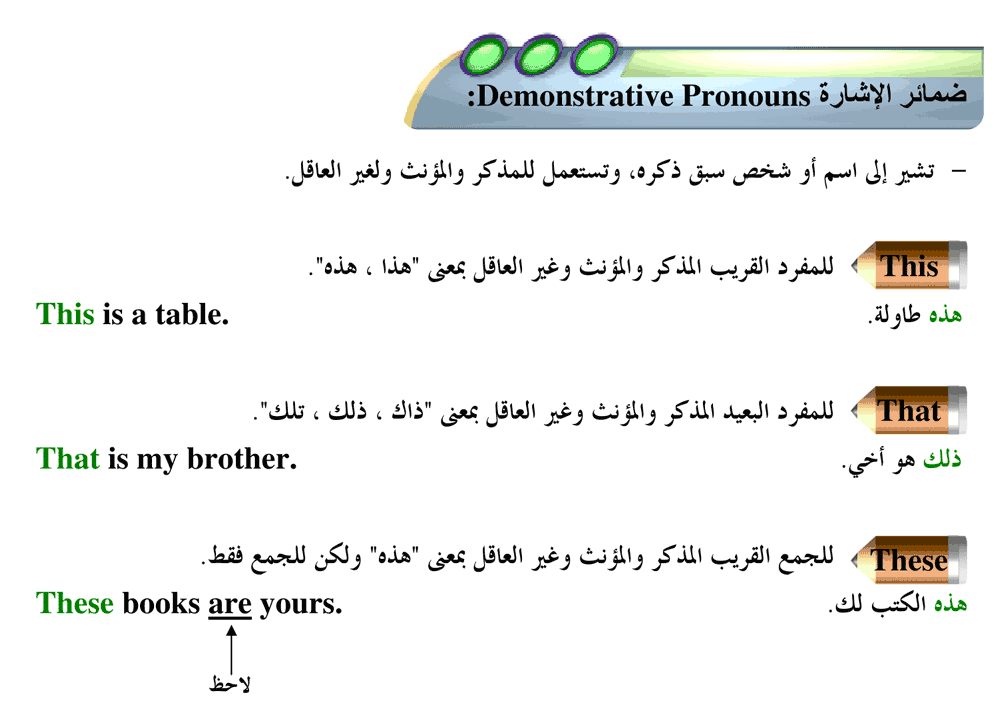 ضمائر الإشارة Demonstrative Pronouns:
– تشير إلى اسم أو شخص سبق ذكره، وتستعمل للمذكر والمؤنث ولغير العاقل.
This للمفرد القريب المذكر والمؤنث وغير العاقل بمعنى "هذا ، هذه".
This is a table. هذه طاولة.
That للمفرد البعيد المذكر والمؤنث وغير العاقل بمعنى "ذاك ، ذلك ، تلك".
That is my brother. ذلك هو أخي.
These للجمع القريب المذكر والمؤنث وغير العاقل بمعنى "هذه" ولكن للجمع فقط.
These books are yours. هذه الكتب لك.
لاحظ